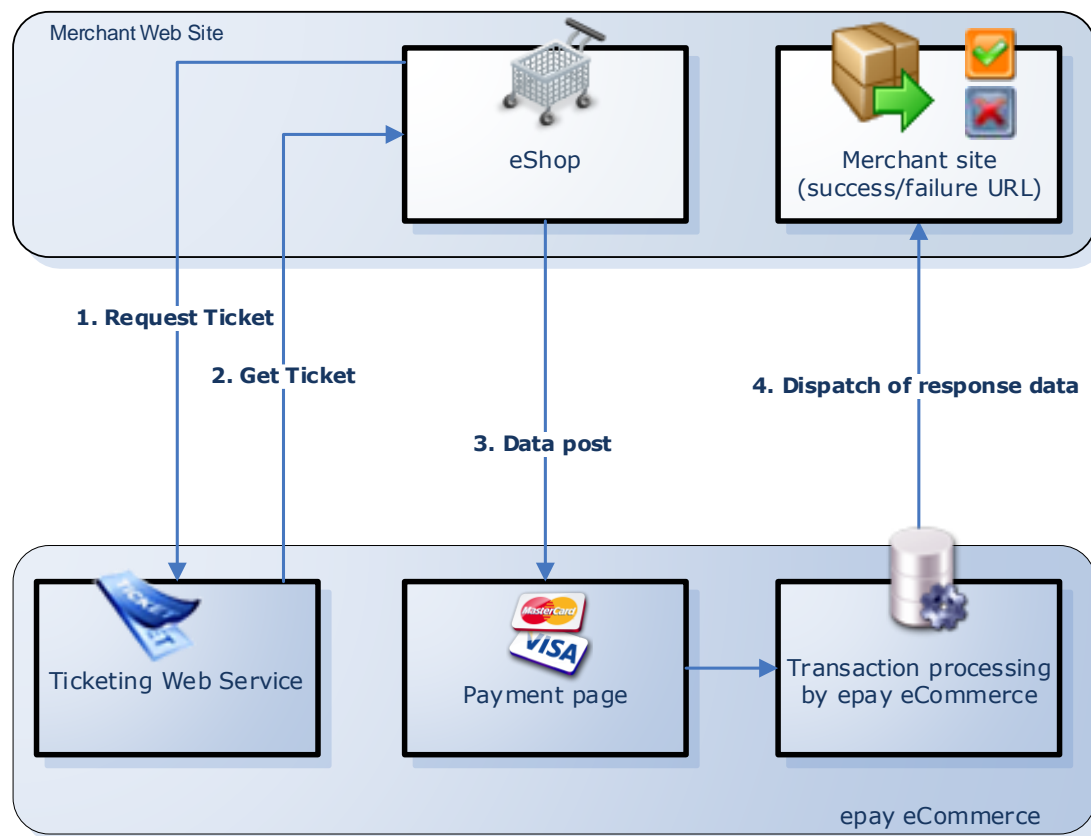 Merchant Web Site
eShop
Merchant site
(success/failure URL)
1. Request Ticket
2. Get Ticket
3. Data post
4. Dispatch of response data
TICKET
KET
Ticketing Web Service
MasterCard
VISA
Payment page
Transaction processing
by epay eCommerce
epay eCommerce